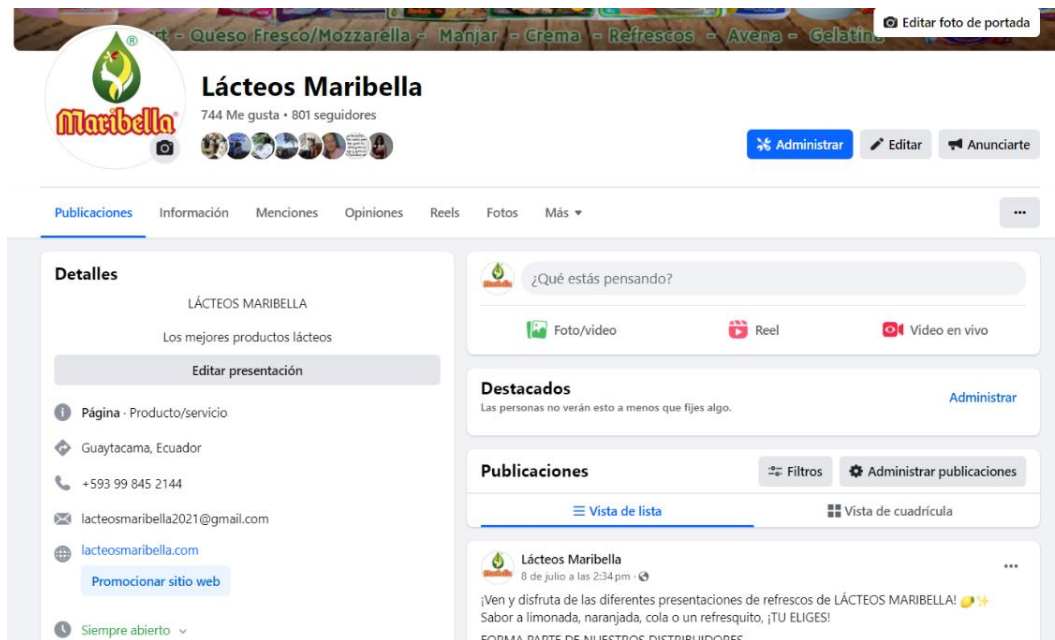 rt - Queso Fresco/Mozzarella - Manjar - Crema - Refrescos - Avena - Gelatina
Editar foto de portada
Maribella
Lácteos Maribella
744 Me gusta • 801 seguidores
Administrar
Editar
Anunciarte
Publicaciones
Información
Menciones
Opiniones
Reels
Fotos
Más
Detalles
LÁCTEOS MARIBELLA
Los mejores productos lácteos
Editar presentación
Página · Producto/servicio
Guaytacama, Ecuador
+593 99 845 2144
lacteosmaribella2021@gmail.com
lacteosmaribella.com
Promocionar sitio web
Siempre abierto
¿Qué estás pensando?
Foto/video
Reel
Video en vivo
Destacados
Las personas no verán esto a menos que fijes algo.
Administrar
Publicaciones
Filtros
Administrar publicaciones
Vista de lista
Vista de cuadrícula
Lácteos Maribella
8 de julio a las 2:34 pm ·
¡Ven y disfruta de las diferentes presentaciones de refrescos de LÁCTEOS MARIBELLA! 🍋✨
Sabor a limonada, naranjada, cola o un refresquito, ¡TU ELIGES!
FORMA PARTE DE NUESTROS DISTRIBUIDORES